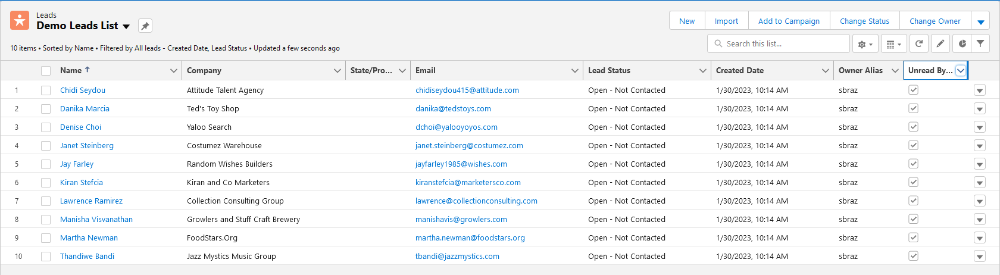 Leads
Demo Leads List
New Import Add to Campaign Change Status Change Owner
10 items • Sorted by Name • Filtered by All leads - Created Date, Lead Status • Updated a few seconds ago
Search this list...
Name Company State/Pro... Email Lead Status Created Date Owner Alias Unread By...
1 Chidi Seydou Attitude Talent Agency chidiseydou415@attitude.com Open - Not Contacted 1/30/2023, 10:14 AM sbraz
2 Danika Marcia Ted's Toy Shop danika@tedstoys.com Open - Not Contacted 1/30/2023, 10:14 AM sbraz
3 Denise Choi Yaloo Search dchoi@yalooyoyos.com Open - Not Contacted 1/30/2023, 10:14 AM sbraz
4 Janet Steinberg Costumez Warehouse janet.steinberg@costumez.com Open - Not Contacted 1/30/2023, 10:14 AM sbraz
5 Jay Farley Random Wishes Builders jayfarley1985@wishes.com Open - Not Contacted 1/30/2023, 10:14 AM sbraz
6 Kiran Stefcia Kiran and Co Marketers kiranstefcia@marketersco.com Open - Not Contacted 1/30/2023, 10:14 AM sbraz
7 Lawrence Ramirez Collection Consulting Group lawrence@collectionconsulting.com Open - Not Contacted 1/30/2023, 10:14 AM sbraz
8 Manisha Visvanathan Growlers and Stuff Craft Brewery manishavis@growlers.com Open - Not Contacted 1/30/2023, 10:14 AM sbraz
9 Martha Newman FoodStars.Org martha.newman@foodstars.org Open - Not Contacted 1/30/2023, 10:14 AM sbraz
10 Thandiwe Bandi Jazz Mystics Music Group tbandi@jazzmystics.com Open - Not Contacted 1/30/2023, 10:14 AM sbraz